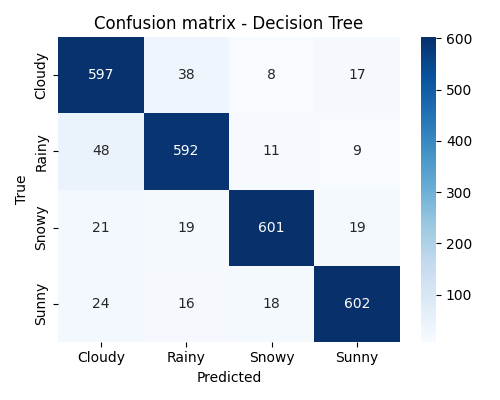 Confusion matrix - Decision Tree
True
Cloudy 597 38 8 17
Rainy 48 592 11 9
Snowy 21 19 601 19
Sunny 24 16 18 602
Cloudy Rainy Snowy Sunny
Predicted
600
500
400
300
200
100